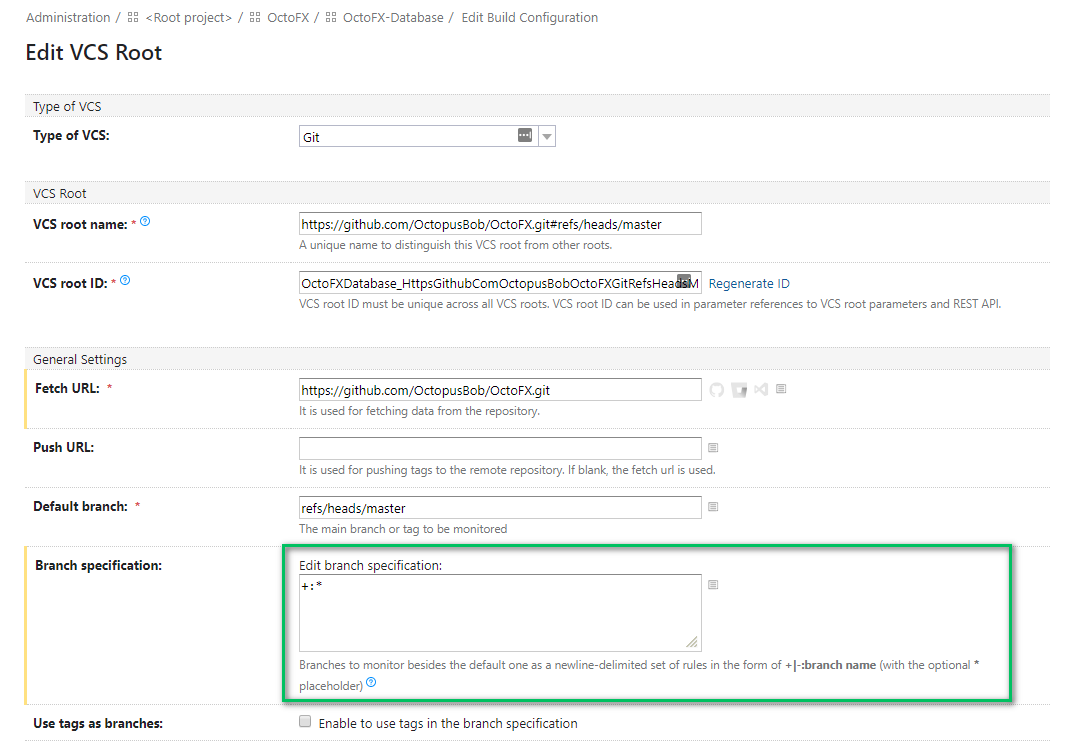 Administration / <Root project> / OctoFX / OctoFX-Database / Edit Build Configuration
Edit VCS Root
Type of VCS
Type of VCS: Git
VCS Root
VCS root name: * https://github.com/OctopusBob/OctoFX.git#refs/heads/master
A unique name to distinguish this VCS root from other roots.
VCS root ID: * OctoFXDatabase_HttpsGithubComOctopusBobOctoFXGitRefsHeadsM Regenerate ID
VCS root ID must be unique across all VCS roots. VCS root ID can be used in parameter references to VCS root parameters and REST API.
General Settings
Fetch URL: * https://github.com/OctopusBob/OctoFX.git
It is used for fetching data from the repository.
Push URL:
It is used for pushing tags to the remote repository. If blank, the fetch url is used.
Default branch: * refs/heads/master
The main branch or tag to be monitored
Branch specification: Edit branch specification:
+:*
Branches to monitor besides the default one as a newline-delimited set of rules in the form of +|-:branch name (with the optional *
placeholder)
Use tags as branches: Enable to use tags in the branch specification